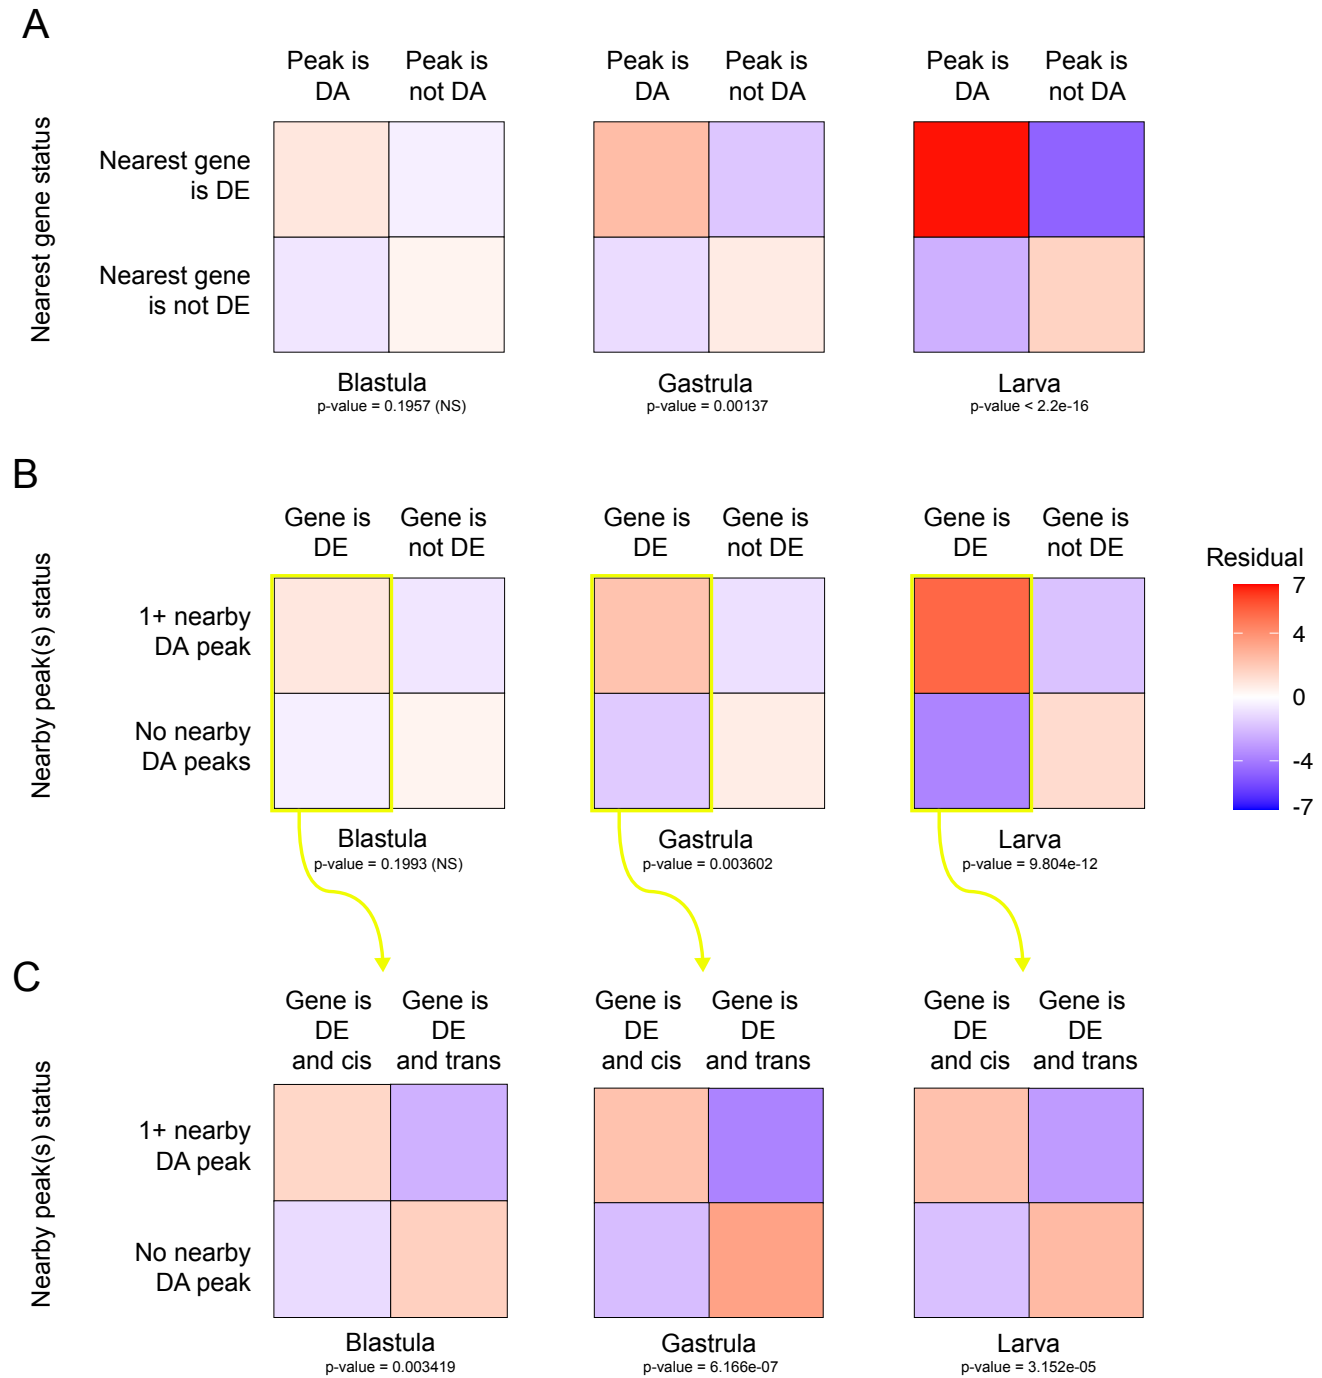 A
Peak is
DA
Peak is
not DA
Peak is
DA
Peak is
not DA
Peak is
DA
Peak is
not DA
Nearest gene status
Nearest gene
is DE
Nearest gene
is not DE
Blastula
p-value = 0.1957 (NS)
Gastrula
p-value = 0.00137
Larva
p-value < 2.2e-16
B
Gene is
DE
Gene is
not DE
Gene is
DE
Gene is
not DE
Gene is
DE
Gene is
not DE
Nearby peak(s) status
1+ nearby
DA peak
No nearby
DA peaks
Residual
7
4
0
-4
-7
Blastula
p-value = 0.1993 (NS)
Gastrula
p-value = 0.003602
Larva
p-value = 9.804e-12
C
Gene is
DE
and cis
Gene is
DE
and trans
Gene is
DE
and cis
Gene is
DE
and trans
Gene is
DE
and cis
Gene is
DE
and trans
Nearby peak(s) status
1+ nearby
DA peak
No nearby
DA peak
Blastula
p-value = 0.003419
Gastrula
p-value = 6.166e-07
Larva
p-value = 3.152e-05